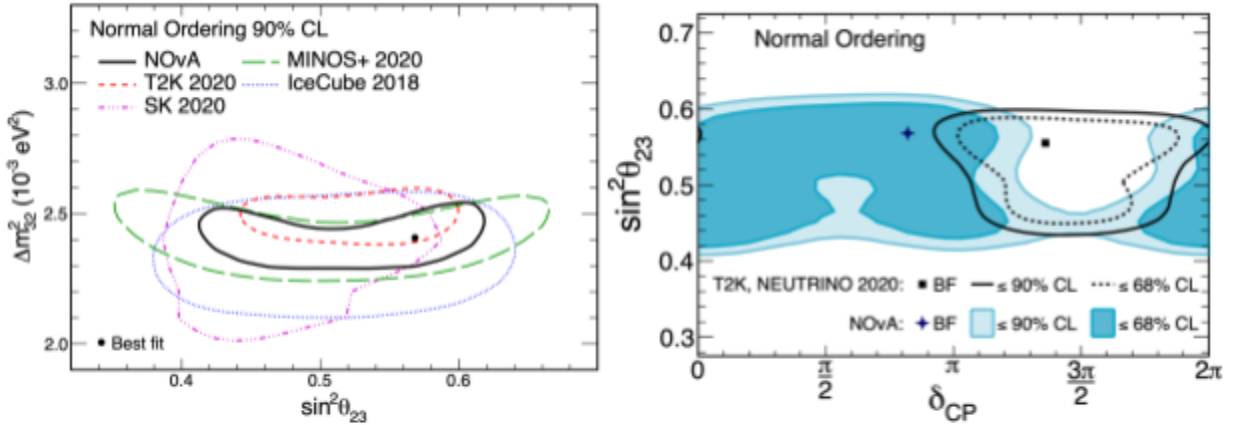 Normal Ordering 90% CL
NOvA
MINOS+ 2020
T2K 2020
IceCube 2018
SK 2020
Δm²₃₂ (10⁻³ eV²)
3.0
2.5
2.0
Best fit
0.4 0.5 0.6
sin²θ₂₃
Normal Ordering
sin²θ₂₃
0.7
0.6
0.5
0.4
0.3
T2K, NEUTRINO 2020: BF ≤ 90% CL ≤ 68% CL
NOvA: BF ≤ 90% CL ≤ 68% CL
0 π/2 π 3π/2 2π
δCP